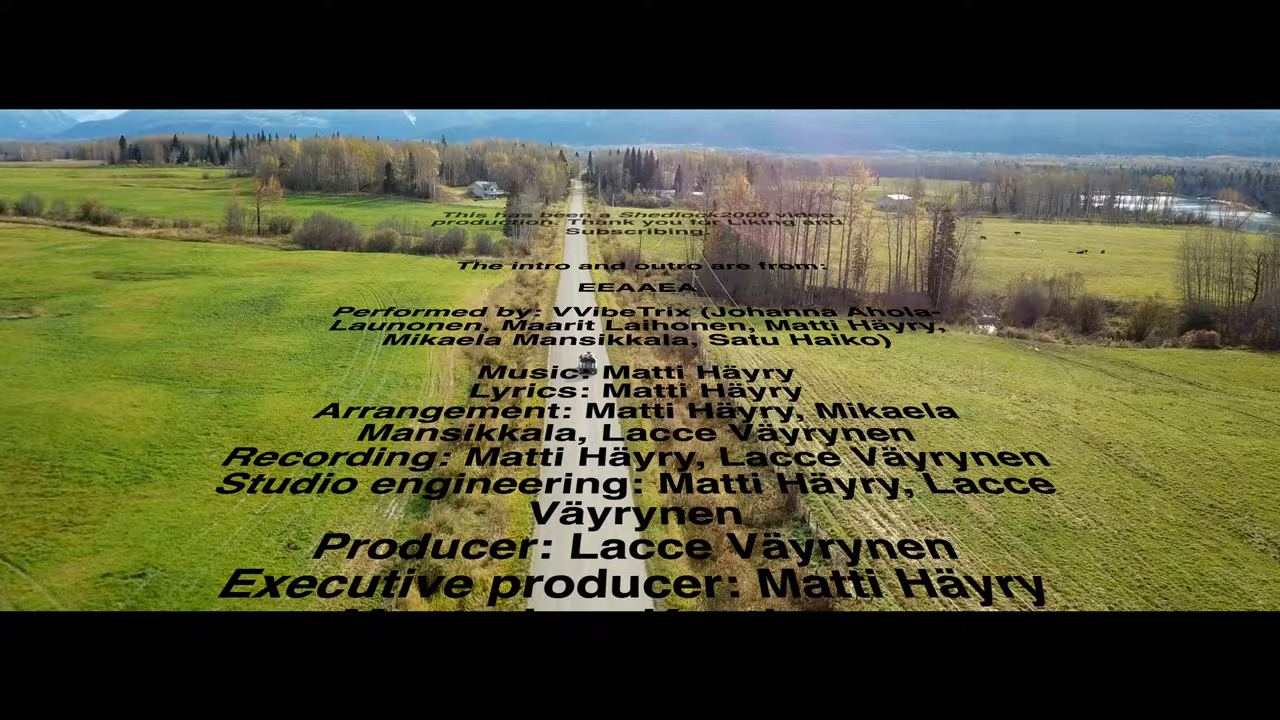 This has been a Shedlock2000 video
production. Thank you for Liking and
Subscribing.
The intro and outro are from:
EEAAEA
Performed by: VVibeTrix (Johanna Ahola-
Launonen, Maarit Laihonen, Matti Häyry,
Mikaela Mansikkala, Satu Haiko)
Music: Matti Häyry
Lyrics: Matti Häyry
Arrangement: Matti Häyry, Mikaela
Mansikkala, Lacce Väyrynen
Recording: Matti Häyry, Lacce Väyrynen
Studio engineering: Matti Häyry, Lacce
Väyrynen
Producer: Lacce Väyrynen
Executive producer: Matti Häyry